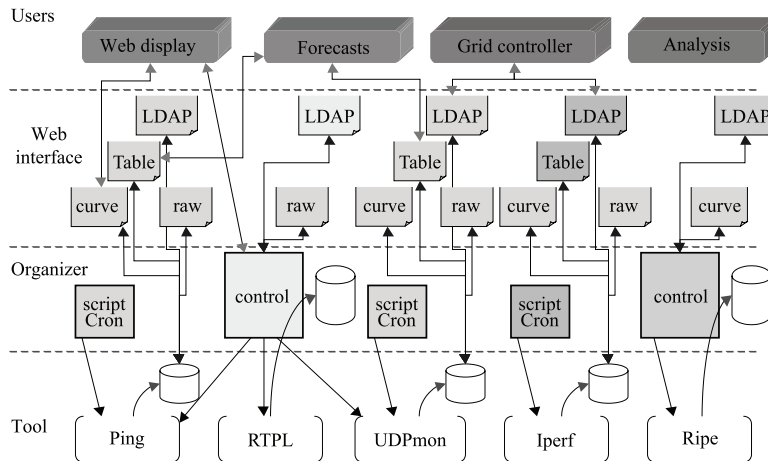 Users
Web display
Forecasts
Grid controller
Analysis
Web
interface
LDAP
LDAP
LDAP
LDAP
LDAP
Table
Table
Table
curve
raw
raw
curve
raw
curve
raw
curve
Organizer
script
Cron
control
script
Cron
script
Cron
control
Tool
Ping
RTPL
UDPmon
Iperf
Ripe